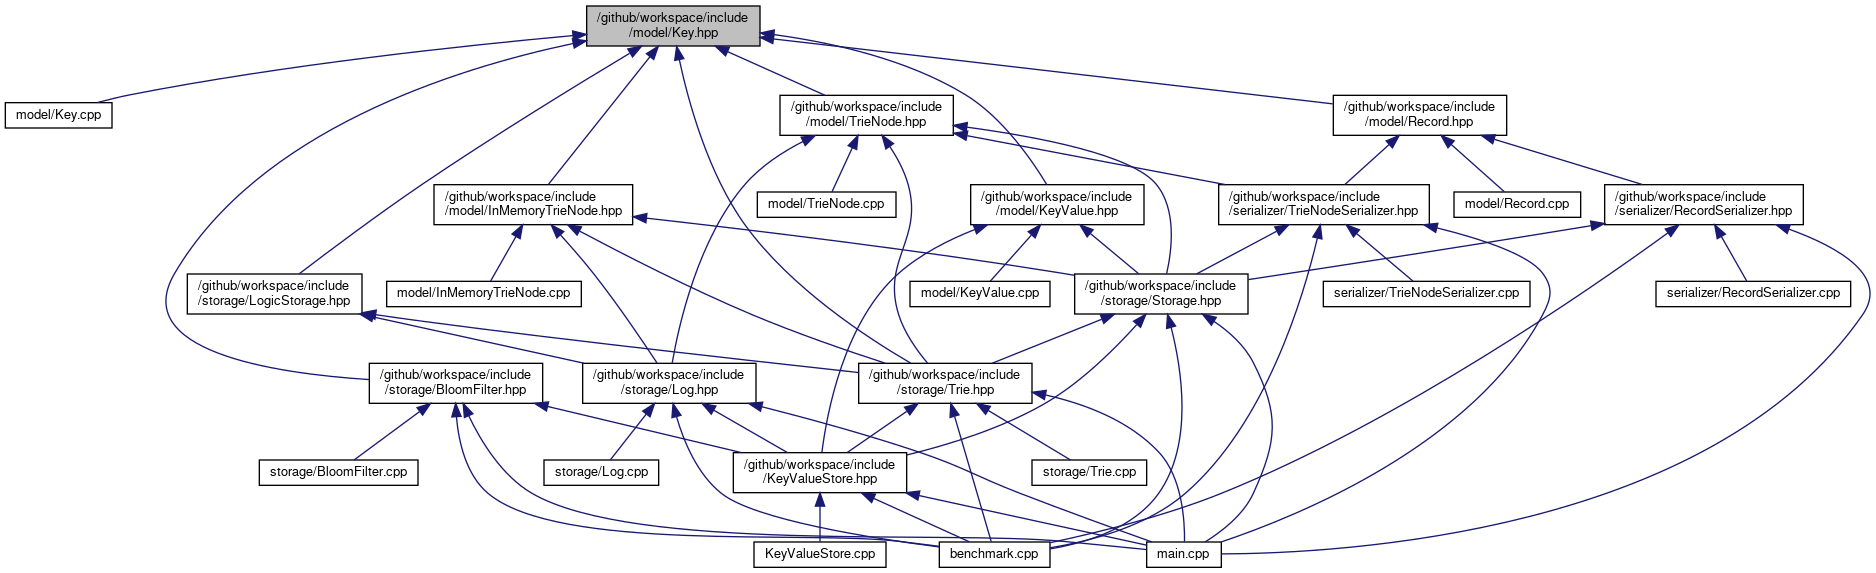 /github/workspace/include
/model/Key.hpp
model/Key.cpp
/github/workspace/include
/model/TrieNode.hpp
/github/workspace/include
/model/Record.hpp
/github/workspace/include
/model/InMemoryTrieNode.hpp
model/TrieNode.cpp
/github/workspace/include
/model/KeyValue.hpp
/github/workspace/include
/serializer/TrieNodeSerializer.hpp
model/Record.cpp
/github/workspace/include
/serializer/RecordSerializer.hpp
/github/workspace/include
/storage/LogicStorage.hpp
model/InMemoryTrieNode.cpp
model/KeyValue.cpp
/github/workspace/include
/storage/Storage.hpp
serializer/TrieNodeSerializer.cpp
serializer/RecordSerializer.cpp
/github/workspace/include
/storage/BloomFilter.hpp
/github/workspace/include
/storage/Log.hpp
/github/workspace/include
/storage/Trie.hpp
storage/BloomFilter.cpp
storage/Log.cpp
/github/workspace/include
/KeyValueStore.hpp
storage/Trie.cpp
KeyValueStore.cpp
benchmark.cpp
main.cpp